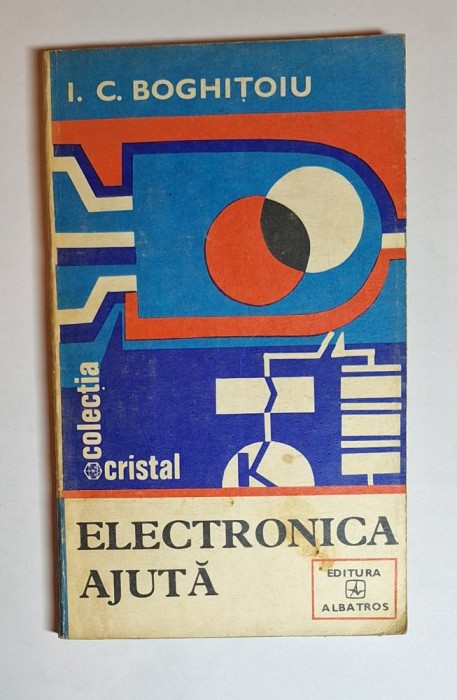 I. C. BOGHIȚOIU
colecția
cristal
K
ELECTRONICA
AJUTĂ
EDITURA
ALBATROS